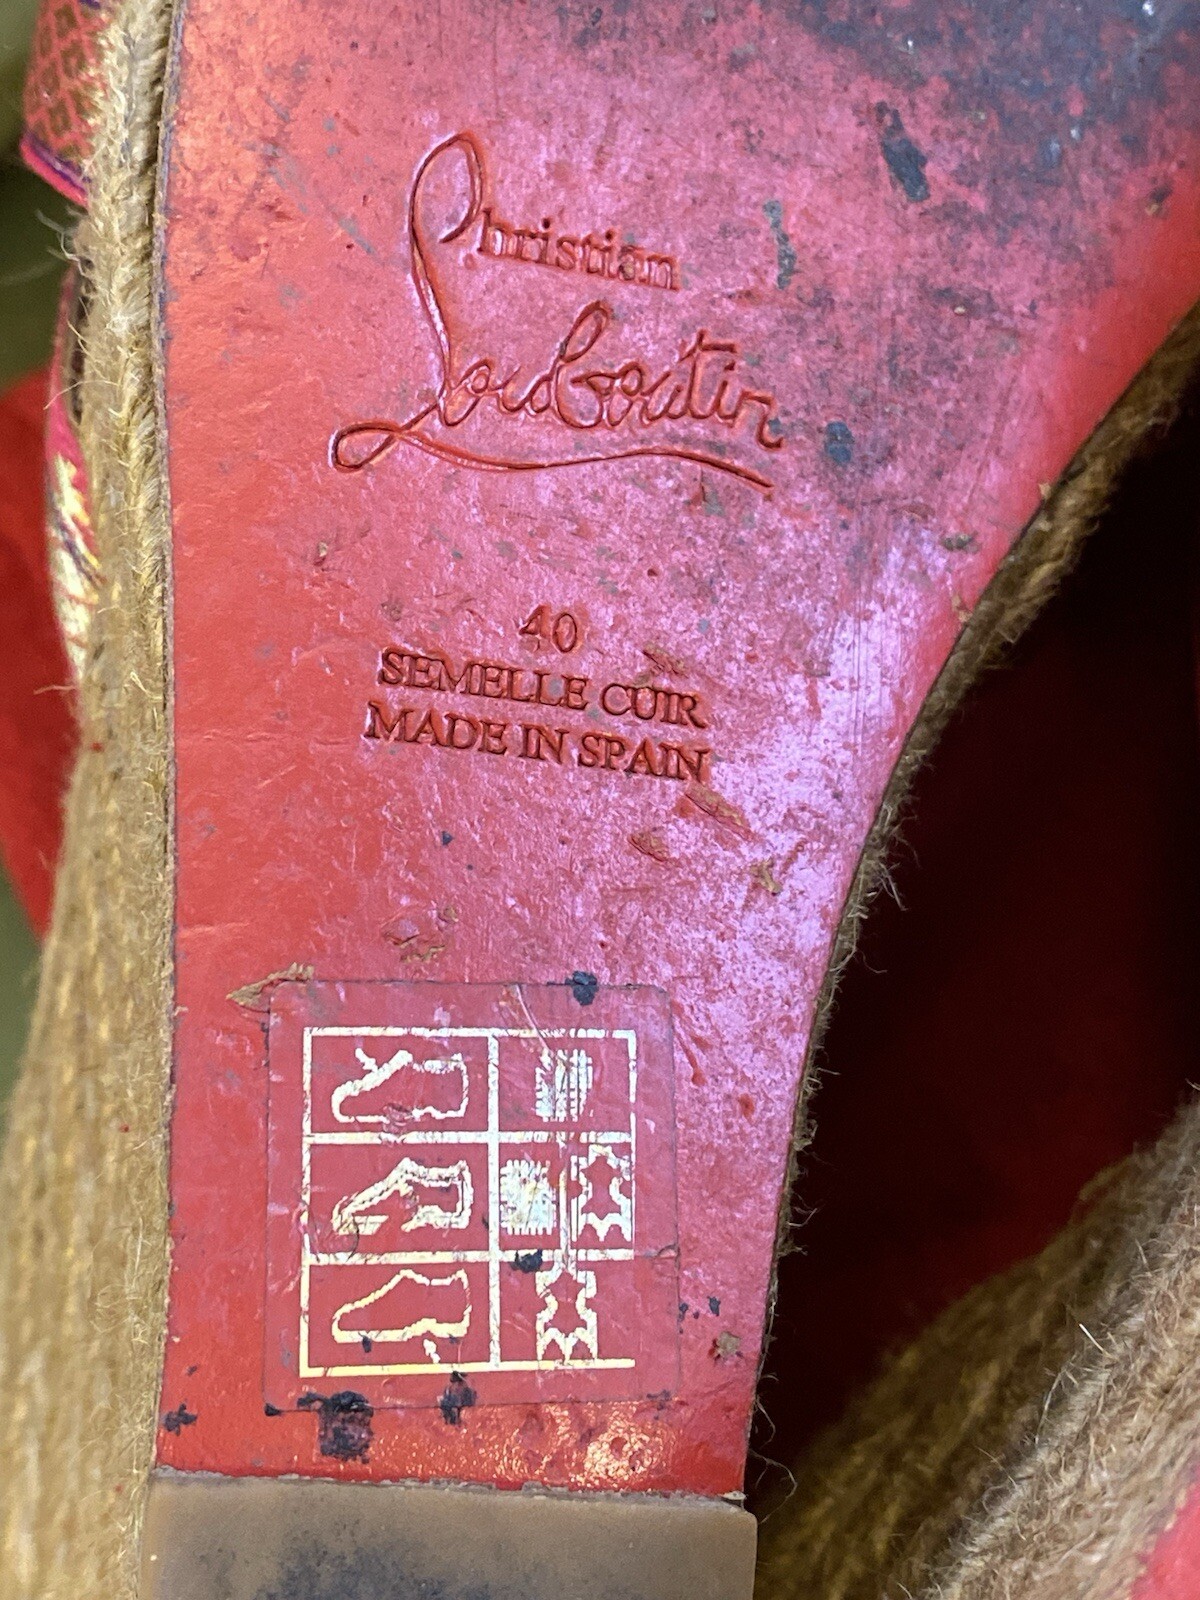 Christian
Louboutin
40
SEMELLE CUIR
MADE IN SPAIN